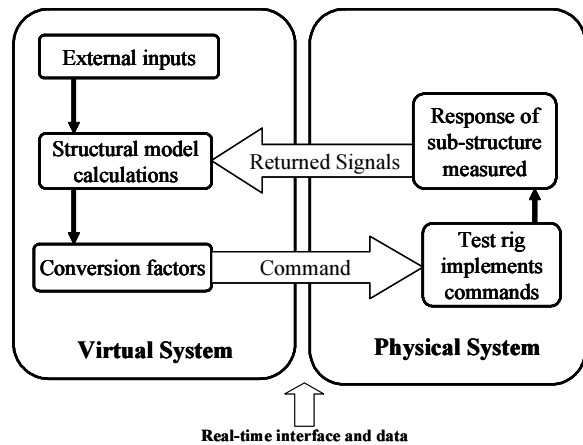 External inputs
Structural model
calculations
Conversion factors
Virtual System
Returned Signals
Command
Response of
sub-structure
measured
Test rig
implements
commands
Physical System
Real-time interface and data